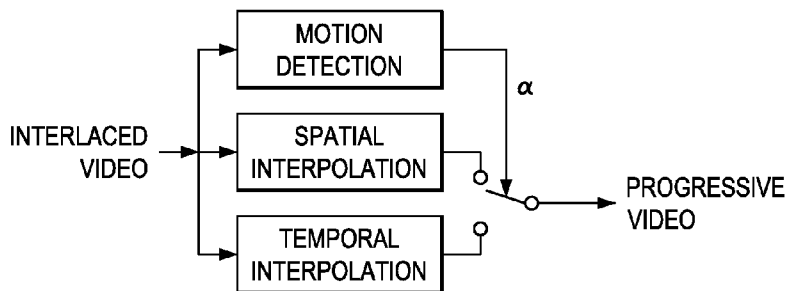 MOTION
DETECTION
α
INTERLACED
VIDEO
SPATIAL
INTERPOLATION
PROGRESSIVE
VIDEO
TEMPORAL
INTERPOLATION